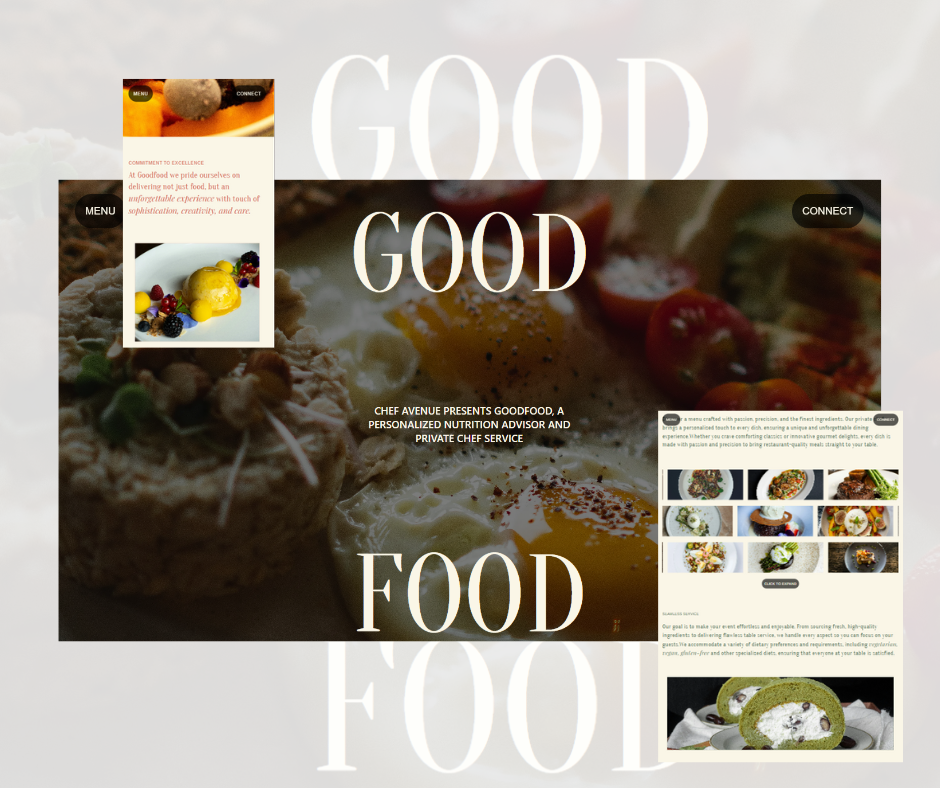 GOOD
MENU
CONNECT
COMMITMENT TO EXCELLENCE
At Goodfood we pride ourselves on
delivering not just food, but an
unforgettable experience with touch of
sophistication, creativity, and care.
MENU
CONNECT
GOOD
CHEF AVENUE PRESENTS GOODFOOD, A
PERSONALIZED NUTRITION ADVISOR AND
PRIVATE CHEF SERVICE
FOOD
MENU
CONNECT
a menu crafted with passion, precision, and the finest ingredients. Our private
brings a personalized touch to every dish, ensuring a unique and unforgettable dining
experience.Whether you crave comforting classics or innovative gourmet delights, every dish is
made with passion and precision to bring restaurant-quality meals straight to your table.
CLICK TO EXPAND
SEAMLESS SERVICE
Our goal is to make your event effortless and enjoyable. From sourcing fresh, high-quality
ingredients to delivering flawless table service, we handle every aspect so you can focus on your
guests.We accommodate a variety of dietary preferences and requirements, including vegetarian,
vegan, gluten-free and other specialized diets, ensuring that everyone at your table is satisfied.
FOOD